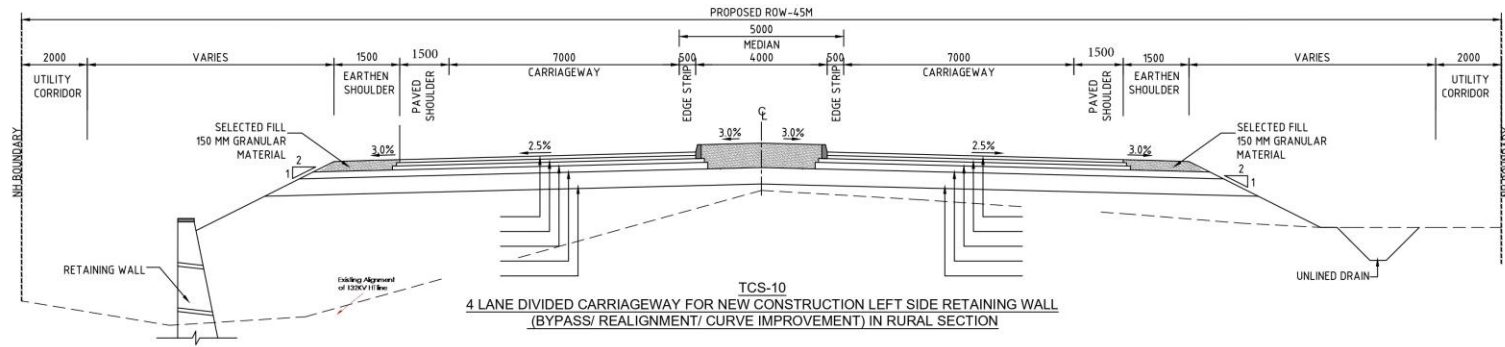 PROPOSED ROW-45M
5000
MEDIAN
2000
VARIES
1500
1500
7000
500
4000
500
7000
1500
1500
VARIES
2000
UTILITY
CORRIDOR
EARTHEN
SHOULDER
PAVED
SHOULDER
CARRIAGEWAY
EDGE STRIP
EDGE STRIP
CARRIAGEWAY
PAVED
SHOULDER
EARTHEN
SHOULDER
UTILITY
CORRIDOR
NH BOUNDARY
SELECTED FILL
150 MM GRANULAR
MATERIAL
3.0%
2.5%
3.0%
3.0%
2.5%
3.0%
SELECTED FILL
150 MM GRANULAR
MATERIAL
2
1
2
1
RETAINING WALL
Existing Alignment
of 132KV HT line
UNLINED DRAIN
TCS-10
4 LANE DIVIDED CARRIAGEWAY FOR NEW CONSTRUCTION LEFT SIDE RETAINING WALL
(BYPASS/ REALIGNMENT/ CURVE IMPROVEMENT) IN RURAL SECTION